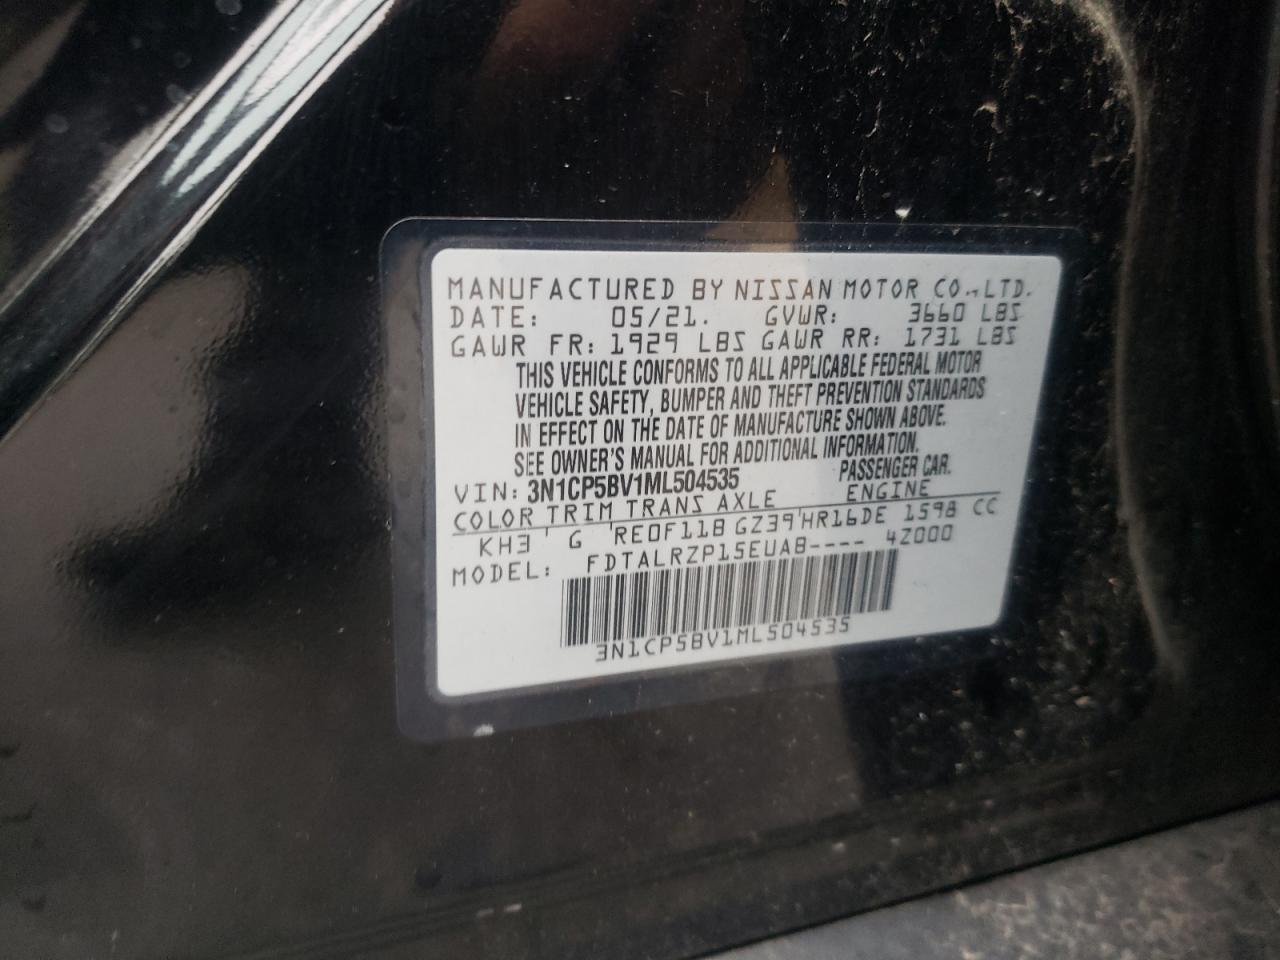 MANUFACTURED BY NISSAN MOTOR CO.,LTD.
DATE: 05/21. GVWR: 3660 LBS
GAWR FR: 1929 LBS GAWR RR: 1731 LBS
THIS VEHICLE CONFORMS TO ALL APPLICABLE FEDERAL MOTOR
VEHICLE SAFETY, BUMPER AND THEFT PREVENTION STANDARDS
IN EFFECT ON THE DATE OF MANUFACTURE SHOWN ABOVE.
SEE OWNER'S MANUAL FOR ADDITIONAL INFORMATION.
VIN: 3N1CP5BV1ML504535 PASSENGER CAR.
COLOR TRIM TRANS AXLE ENGINE
KH3 ' G 'RE0F11B GZ39'HR16DE 1598 CC
MODEL: FDTALRZP15EUAB---- 4Z000
3N1CP5BV1ML504535